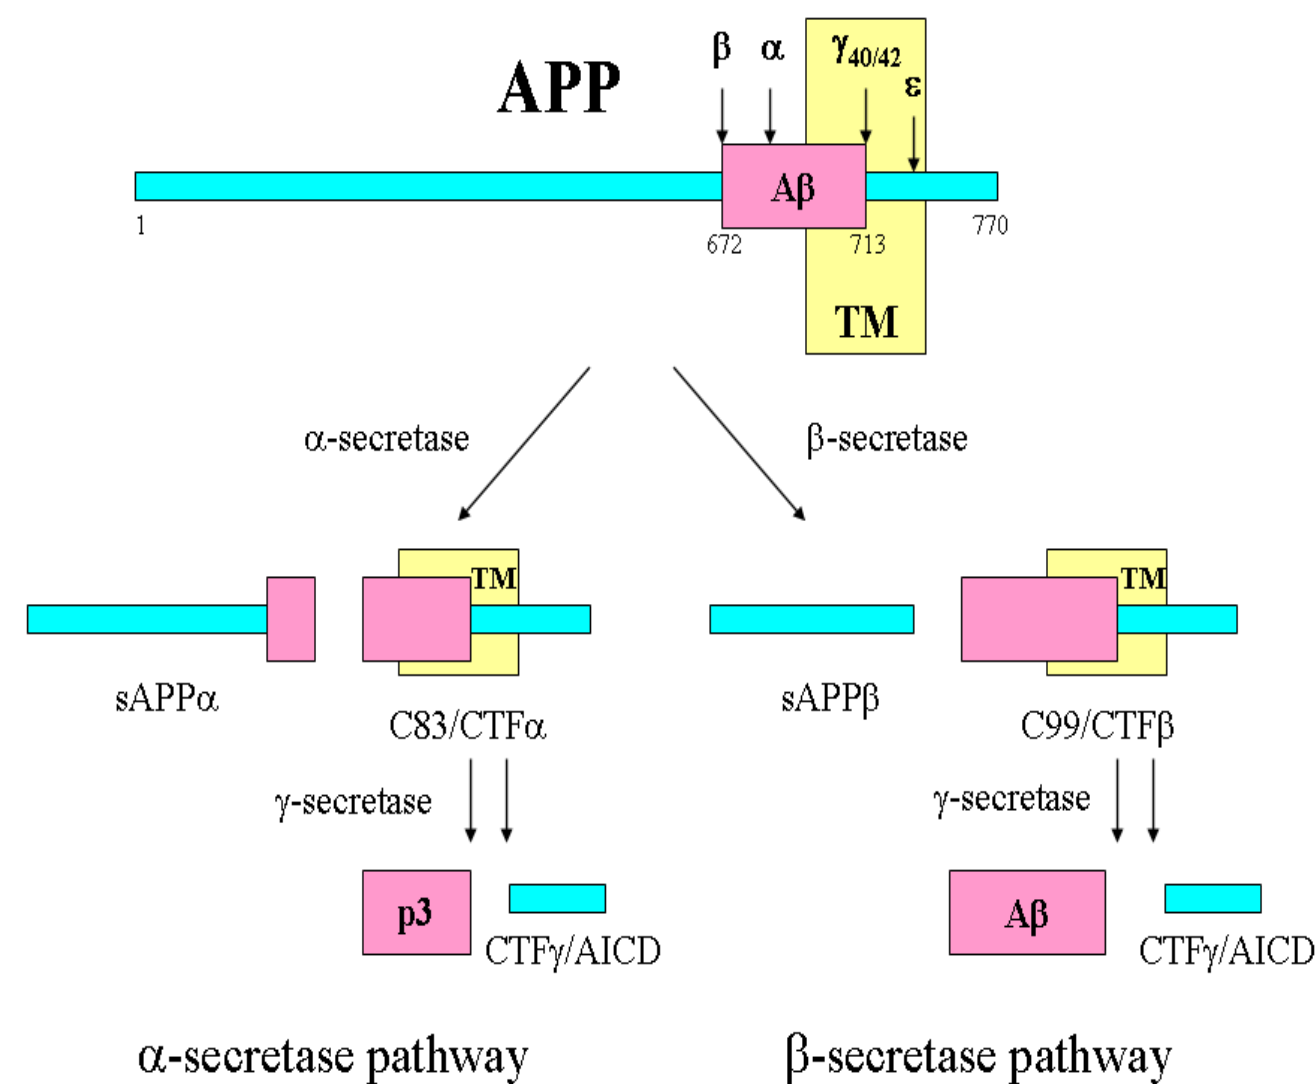 APP
β α γ40/42
ε
Aβ
1 672 713 770
TM
α-secretase β-secretase
TM TM
sAPPα sAPPβ
C83/CTFα C99/CTFβ
γ-secretase γ-secretase
p3 Aβ
CTFγ/AICD CTFγ/AICD
α-secretase pathway β-secretase pathway